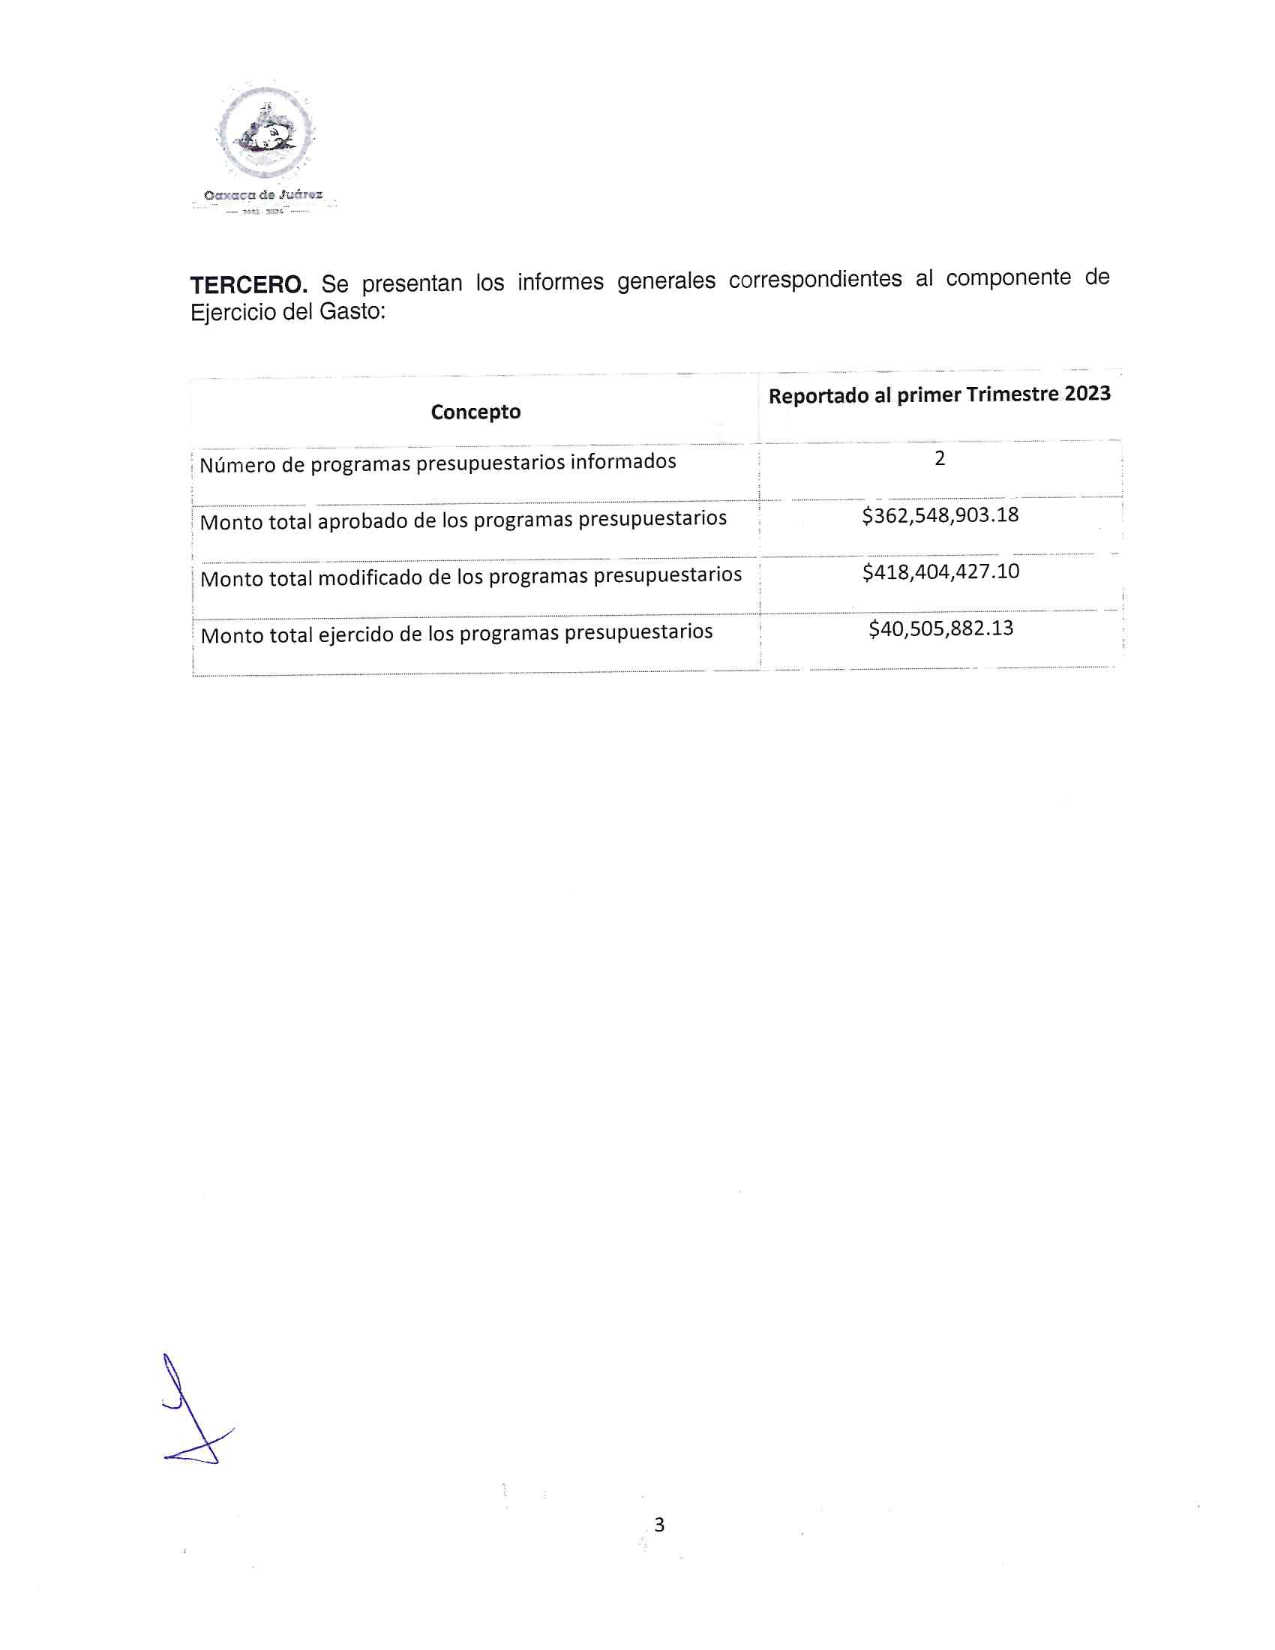 Oaxaca de Juárez
TERCERO. Se presentan los informes generales correspondientes al componente de
Ejercicio del Gasto:
Concepto
Reportado al primer Trimestre 2023
Número de programas presupuestarios informados
2
Monto total aprobado de los programas presupuestarios
$362,548,903.18
Monto total modificado de los programas presupuestarios
$418,404,427.10
Monto total ejercido de los programas presupuestarios
$40,505,882.13
3